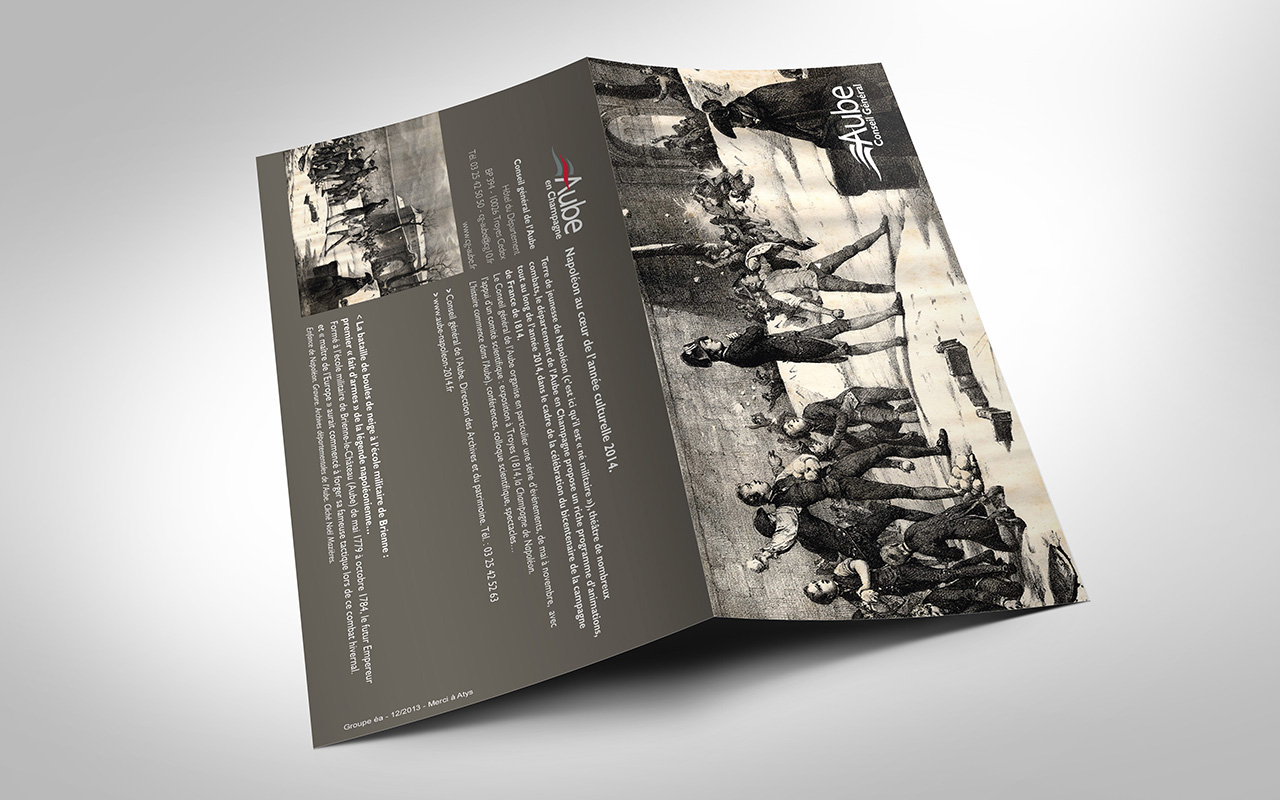 Aube
Conseil Général
Aube
en Champagne
Conseil général de l'Aube
Hôtel du Département
BP 394 - 10026 Troyes Cedex
Tél. 03 25 42 50 50 - cg-aube@cg10.fr
www.cg-aube.fr
Napoléon au cœur de l'année culturelle 2014.
Terre de jeunesse de Napoléon (c'est ici qu'il est « né militaire »), théâtre de nombreux
combats, le département de l'Aube en Champagne propose un riche programme d'animations,
tout au long de l'année 2014, dans le cadre de la célébration du bicentenaire de la campagne
de France de 1814.
Le Conseil général de l'Aube organise en particulier une série d'événements, de mai à novembre, avec
l'appui d'un comité scientifique : exposition à Troyes (1814, la Champagne de Napoléon.
L'histoire commence dans l'Aube), conférences, colloque scientifique, spectacles…
> Conseil général de l'Aube. Direction des Archives et du patrimoine. Tél. : 03 25 42 52 63
> www.aube-napoleon-2014.fr
< La bataille de boules de neige à l'école militaire de Brienne :
premier « fait d'armes » de la légende napoléonienne…
Formé à l'école militaire de Brienne-le-Château (Aube) de mai 1779 à octobre 1784, le futur Empereur
et « maître de l'Europe » aurait commencé à forger sa fameuse tactique lors de ce combat hivernal.
Enfance de Napoléon. Gravure. Archives départementales de l'Aube. Cliché Noël Mazières.
Groupe éa - 12/2013 - Merci à Atys